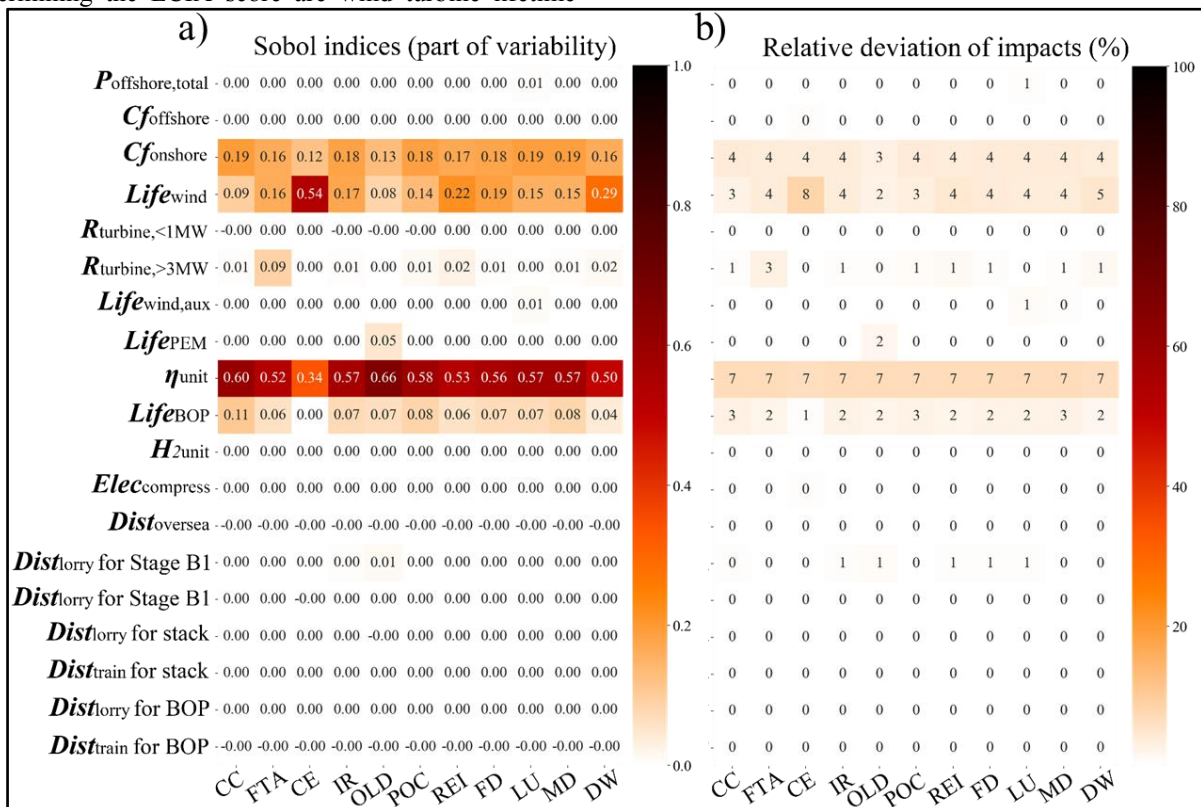 termining the LCIA score are wind turbine lifetime
a) Sobol indices (part of variability) b) Relative deviation of impacts (%)
1.0 100
Poffshore,total 0.00 0.00 0.00 0.00 0.00 0.00 0.00 0.00 0.01 0.00 0.00 0 0 0 0 0 0 0 0 1 0 0
Cfoffshore 0.00 0.00 0.00 0.00 0.00 0.00 0.00 0.00 0.00 0.00 0.00 0 0 0 0 0 0 0 0 0 0 0
Cfonshore 0.19 0.16 0.12 0.18 0.13 0.18 0.17 0.18 0.19 0.19 0.16 4 4 4 4 3 4 4 4 4 4 4
Lifewind 0.09 0.16 0.54 0.17 0.08 0.14 0.22 0.19 0.15 0.15 0.29 3 4 8 4 2 3 4 4 4 4 5
0.8 80
Rturbine,<1MW -0.00 0.00 0.00 -0.00 -0.00 -0.00 0.00 0.00 0.00 0.00 0.00 0 0 0 0 0 0 0 0 0 0 0
Rturbine,>3MW 0.01 0.09 0.00 0.01 0.00 0.01 0.02 0.01 0.00 0.01 0.02 1 3 0 1 0 1 1 1 0 1 1
Lifewind,aux 0.00 0.00 0.00 0.00 0.00 0.00 0.00 0.00 0.01 0.00 0.00 0 0 0 0 0 0 0 0 1 0 0
LifePEM 0.00 0.00 0.00 0.00 0.05 0.00 0.00 0.00 0.00 0.00 0.00 0 0 0 0 2 0 0 0 0 0 0
0.6 60
ηunit 0.60 0.52 0.34 0.57 0.66 0.58 0.53 0.56 0.57 0.57 0.50 7 7 7 7 7 7 7 7 7 7 7
LifeBOP 0.11 0.06 0.00 0.07 0.07 0.08 0.06 0.07 0.07 0.08 0.04 3 2 1 2 2 3 2 2 2 3 2
H2unit 0.00 0.00 0.00 0.00 0.00 0.00 0.00 0.00 0.00 0.00 0.00 0 0 0 0 0 0 0 0 0 0 0
Eleccompress 0.00 0.00 0.00 0.00 0.00 0.00 0.00 0.00 0.00 0.00 0.00 0 0 0 0 0 0 0 0 0 0 0
0.4 40
Distoversea -0.00 -0.00 -0.00 -0.00 -0.00 -0.00 -0.00 -0.00 -0.00 -0.00 -0.00 0 0 0 0 0 0 0 0 0 0 0
Distlorry for Stage B1 0.00 0.00 0.00 0.00 0.01 0.00 0.00 0.00 0.00 0.00 0.00 0 0 0 1 1 0 1 1 1 0 0
Distlorry for Stage B1 0.00 0.00 -0.00 0.00 0.00 0.00 0.00 0.00 0.00 0.00 0.00 0 0 0 0 0 0 0 0 0 0 0
0.2 20
Distlorry for stack 0.00 0.00 0.00 0.00 -0.00 0.00 0.00 0.00 0.00 0.00 0.00 0 0 0 0 0 0 0 0 0 0 0
Disttrain for stack 0.00 0.00 0.00 0.00 0.00 0.00 0.00 0.00 0.00 0.00 0.00 0 0 0 0 0 0 0 0 0 0 0
Distlorry for BOP 0.00 0.00 0.00 0.00 0.00 0.00 0.00 0.00 0.00 0.00 0.00 0 0 0 0 0 0 0 0 0 0 0
Disttrain for BOP -0.00 -0.00 -0.00 -0.00 -0.00 -0.00 -0.00 -0.00 -0.00 -0.00 -0.00 0 0 0 0 0 0 0 0 0 0 0
0.0
CC FTA CE IR OLD POC REI FD LU MD DW CC FTA CE IR OLD POC REI FD LU MD DW